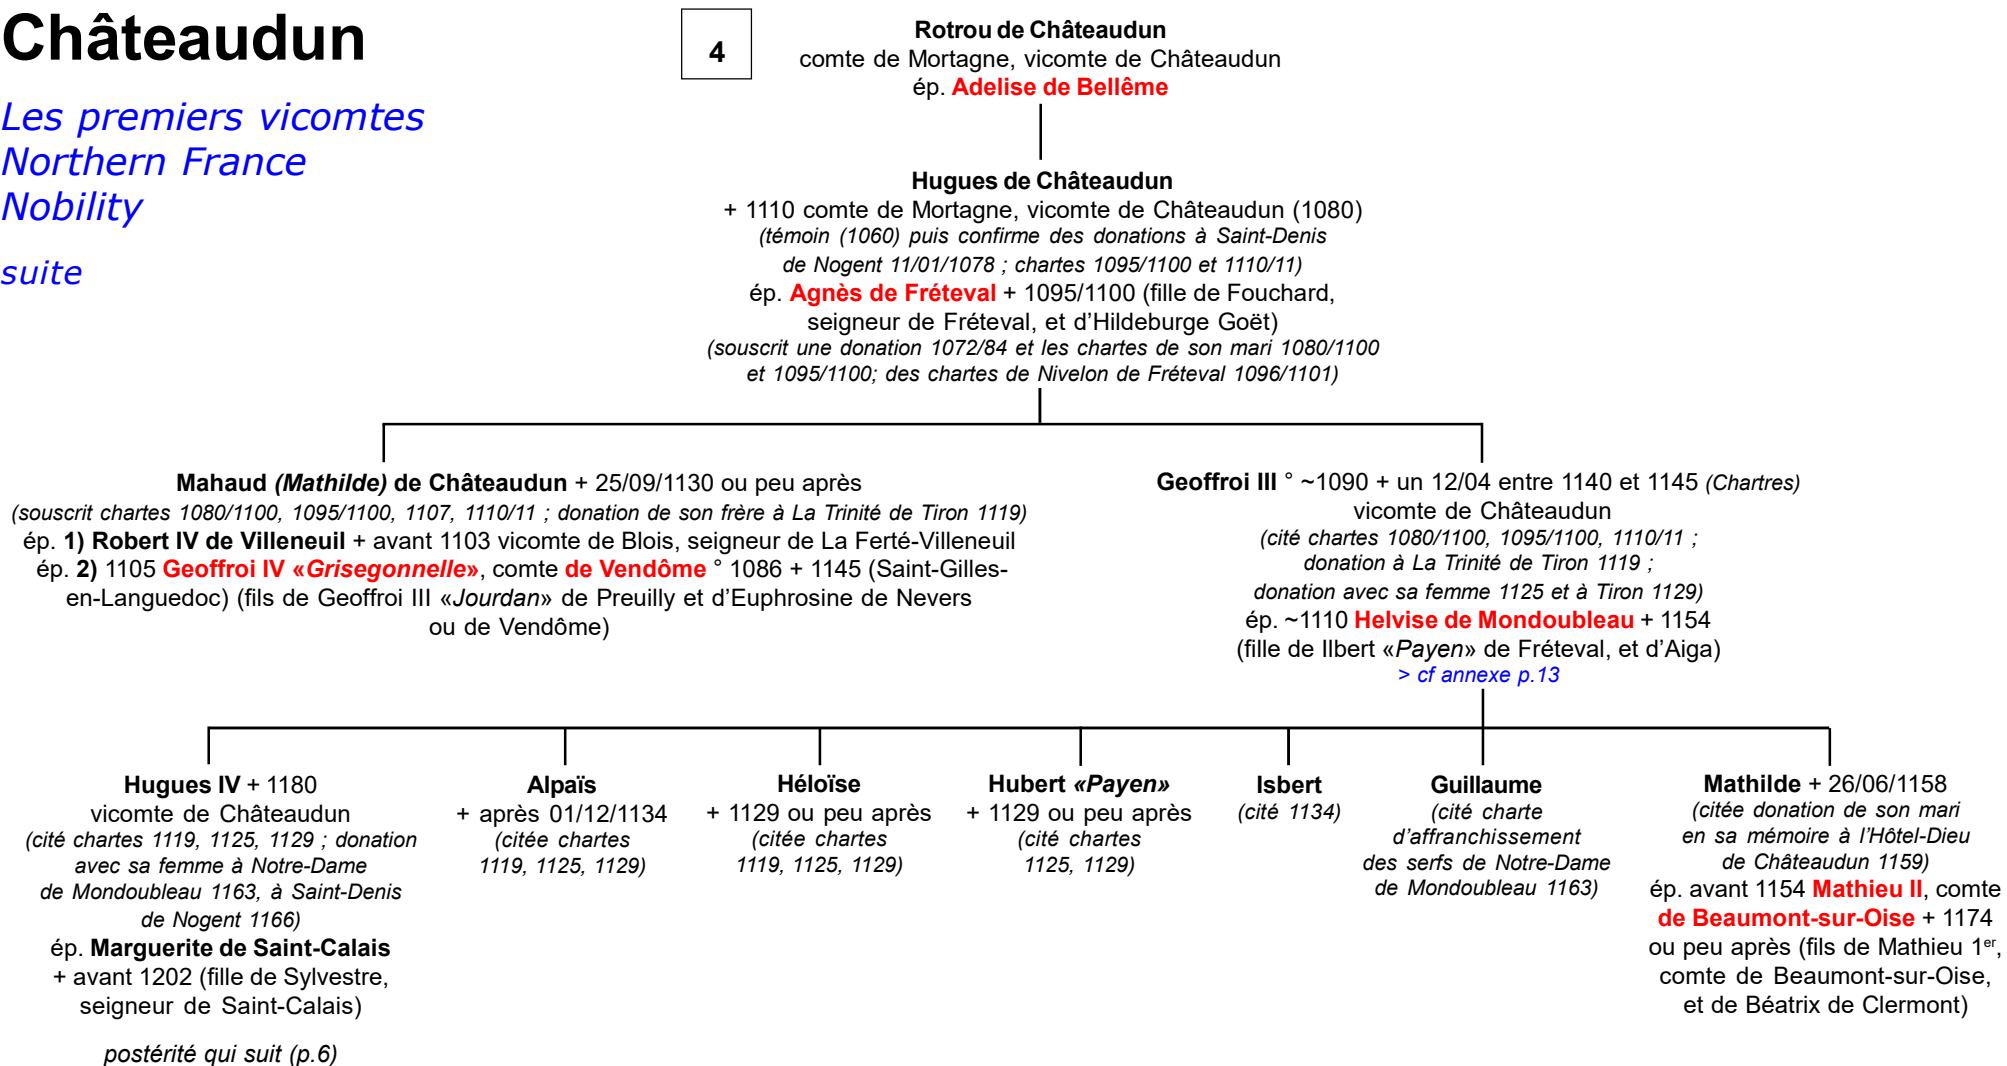 Châteaudun
Les premiers vicomtes
Northern France
Nobility
suite
4
Rotrou de Châteaudun
comte de Mortagne, vicomte de Châteaudun
ép. Adelise de Bellême
Hugues de Châteaudun
+ 1110 comte de Mortagne, vicomte de Châteaudun (1080)
(témoin (1060) puis confirme des donations à Saint-Denis
de Nogent 11/01/1078 ; chartes 1095/1100 et 1110/11)
ép. Agnès de Fréteval + 1095/1100 (fille de Fouchard,
seigneur de Fréteval, et d'Hildeburge Goët)
(souscrit une donation 1072/84 et les chartes de son mari 1080/1100
et 1095/1100; des chartes de Nivelon de Fréteval 1096/1101)
Mahaud (Mathilde) de Châteaudun + 25/09/1130 ou peu après
(souscrit chartes 1080/1100, 1095/1100, 1107, 1110/11 ; donation de son frère à La Trinité de Tiron 1119)
ép. 1) Robert IV de Villeneuil + avant 1103 vicomte de Blois, seigneur de La Ferté-Villeneuil
ép. 2) 1105 Geoffroi IV «Grisegonnelle», comte de Vendôme ° 1086 + 1145 (Saint-Gilles-
en-Languedoc) (fils de Geoffroi III «Jourdan» de Preuilly et d'Euphrosine de Nevers
ou de Vendôme)
Geoffroi III ° ~1090 + un 12/04 entre 1140 et 1145 (Chartres)
vicomte de Châteaudun
(cité chartes 1080/1100, 1095/1100, 1110/11 ;
donation à La Trinité de Tiron 1119 ;
donation avec sa femme 1125 et à Tiron 1129)
ép. ~1110 Helvise de Mondoubleau + 1154
(fille de Ilbert «Payen» de Fréteval, et d'Aiga)
> cf annexe p.13
Hugues IV + 1180
vicomte de Châteaudun
(cité chartes 1119, 1125, 1129 ; donation
avec sa femme à Notre-Dame
de Mondoubleau 1163, à Saint-Denis
de Nogent 1166)
ép. Marguerite de Saint-Calais
+ avant 1202 (fille de Sylvestre,
seigneur de Saint-Calais)
postérité qui suit (p.6)
Alpaïs
+ après 01/12/1134
(citée chartes
1119, 1125, 1129)
Héloïse
+ 1129 ou peu après
(citée chartes
1119, 1125, 1129)
Hubert «Payen»
+ 1129 ou peu après
(cité chartes
1125, 1129)
Isbert
(cité 1134)
Guillaume
(cité charte
d'affranchissement
des serfs de Notre-Dame
de Mondoubleau 1163)
Mathilde + 26/06/1158
(citée donation de son mari
en sa mémoire à l'Hôtel-Dieu
de Châteaudun 1159)
ép. avant 1154 Mathieu II, comte
de Beaumont-sur-Oise + 1174
ou peu après (fils de Mathieu 1er,
comte de Beaumont-sur-Oise,
et de Béatrix de Clermont)